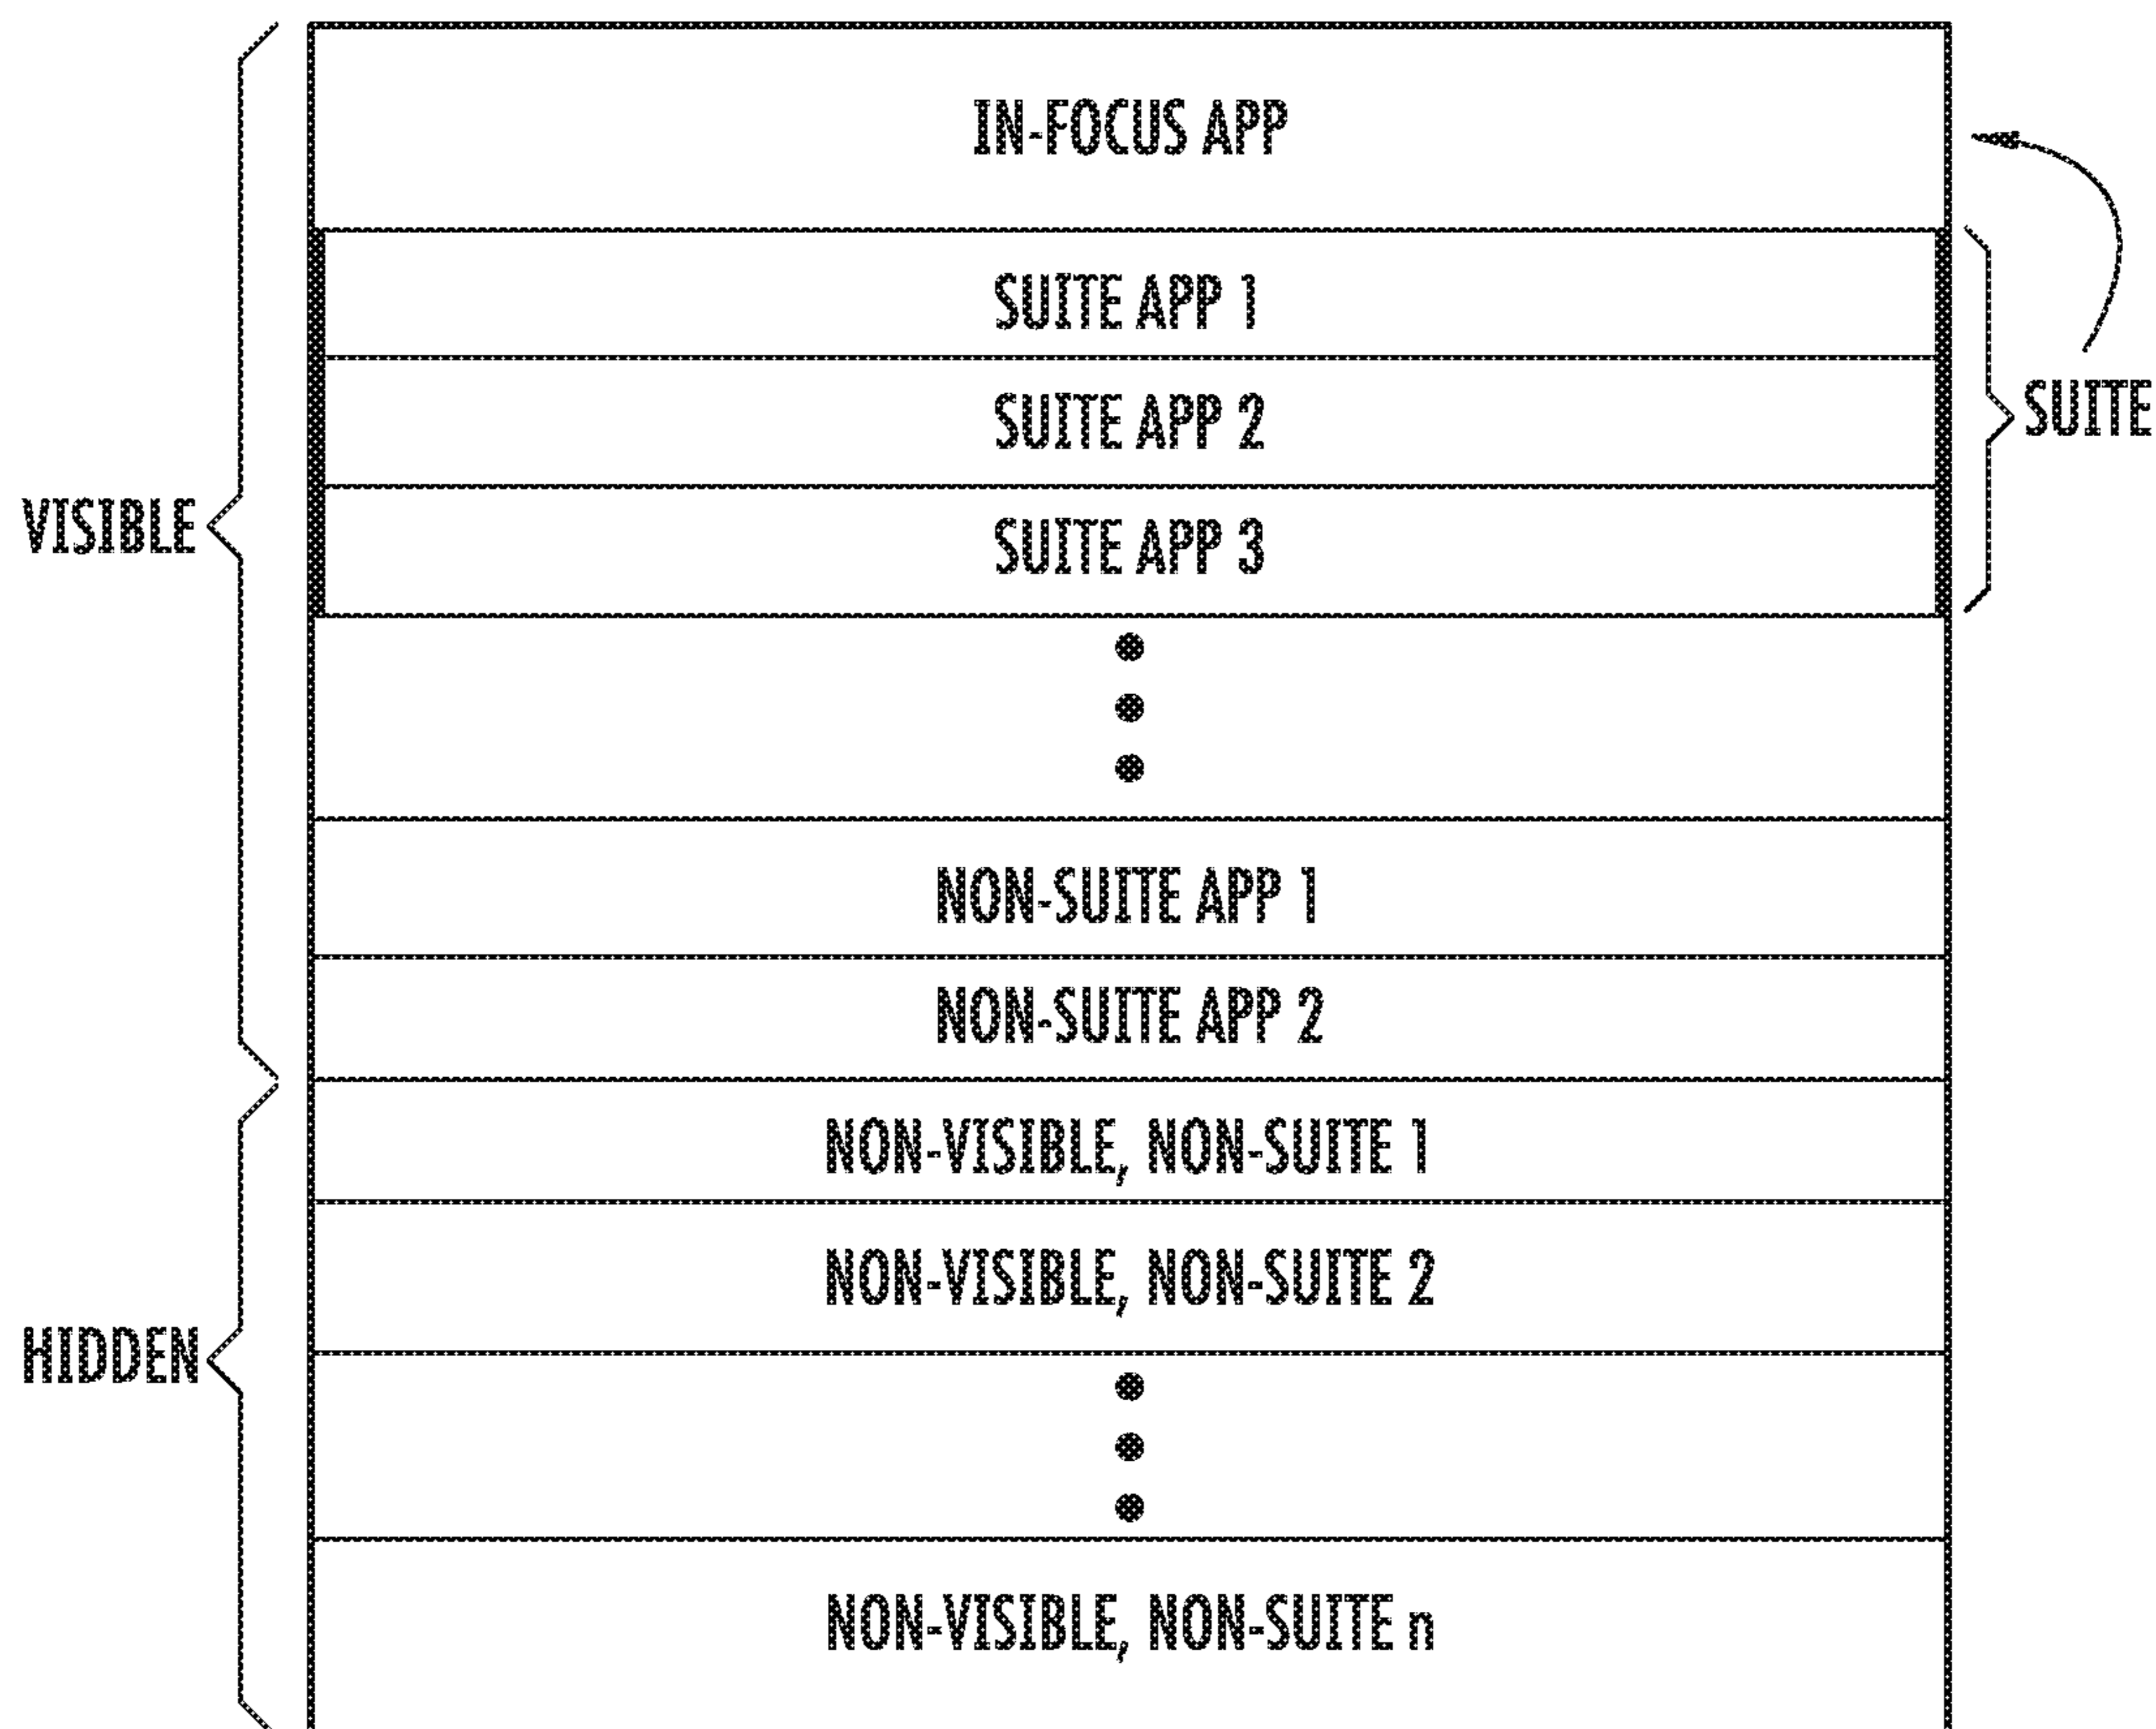 IN-FOCUS APP
SUITE APP 1
SUITE APP 2
SUITE
SUITE APP 3
VISIBLE
NON-SUITE APP 1
NON-SUITE APP 2
NON-VISIBLE, NON-SUITE 1
NON-VISIBLE, NON-SUITE 2
HIDDEN
NON-VISIBLE, NON-SUITE n